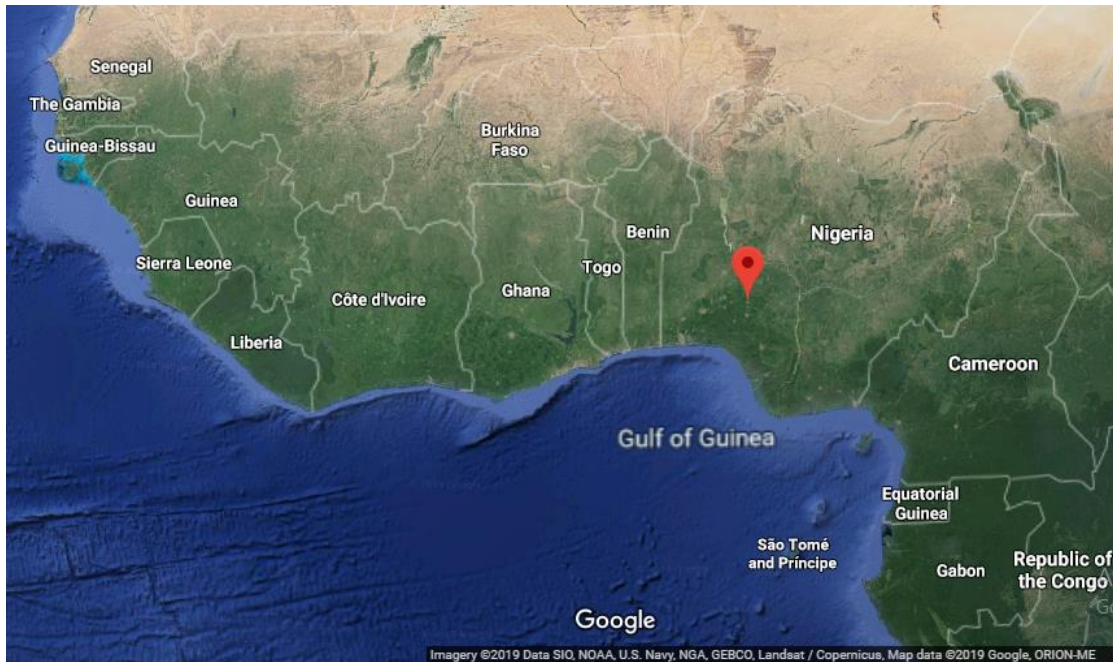 Senegal
The Gambia
Guinea-Bissau
Burkina
Faso
Guinea
Benin
Nigeria
Sierra Leone
Togo
Ghana
Côte d'Ivoire
Liberia
Cameroon
Gulf of Guinea
Equatorial
Guinea
São Tomé
and Príncipe
Gabon
Republic of
the Congo
Google
Imagery ©2019 Data SIO, NOAA, U.S. Navy, NGA, GEBCO, Landsat / Copernicus, Map data ©2019 Google, ORION-ME